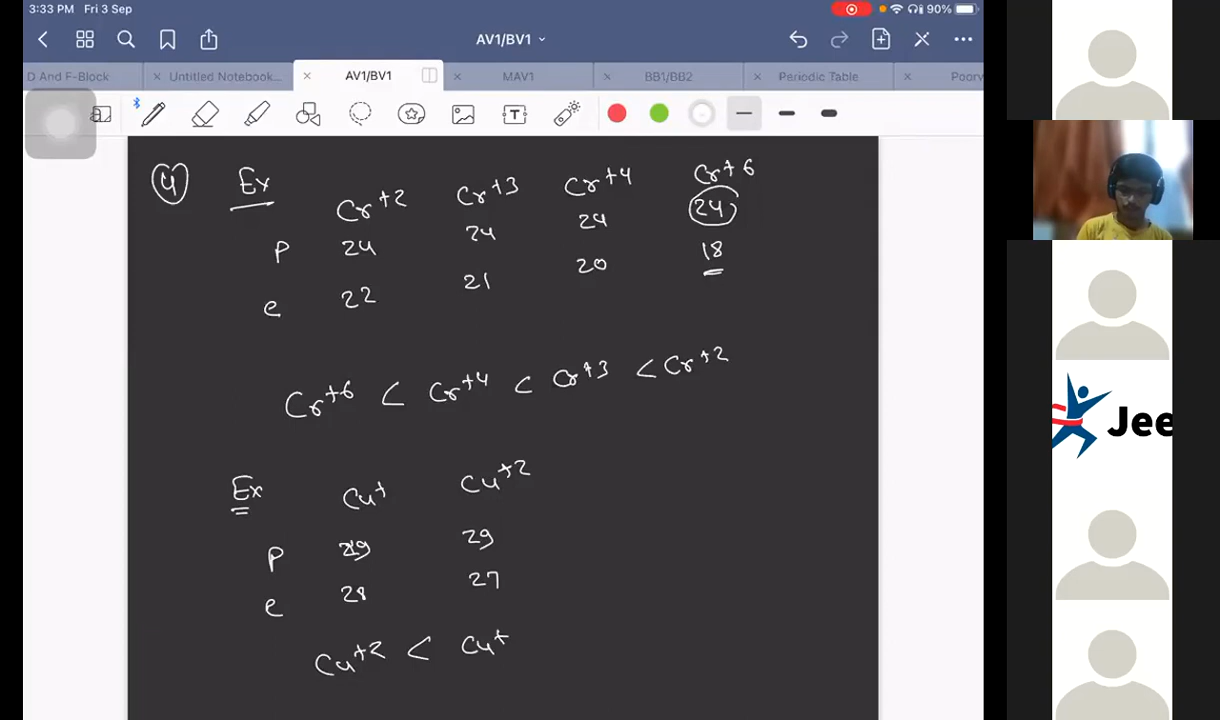 3:33 PM Fri 3 Sep 90%
AV1/BV1
D And F-Block Untitled Notebook... AV1/BV1 MAV1 BB1/BB2 Periodic Table Poorv
T
4 Ex Cr+2 Cr+3 Cr+4 Cr+6
P 24 24 24 24
e 22 21 20 18
Cr+6 < Cr+4 < Cr+3 < Cr+2
Ex Cu+ Cu+2
P 29 29
e 28 27
Cu+2 < Cu+
Jee